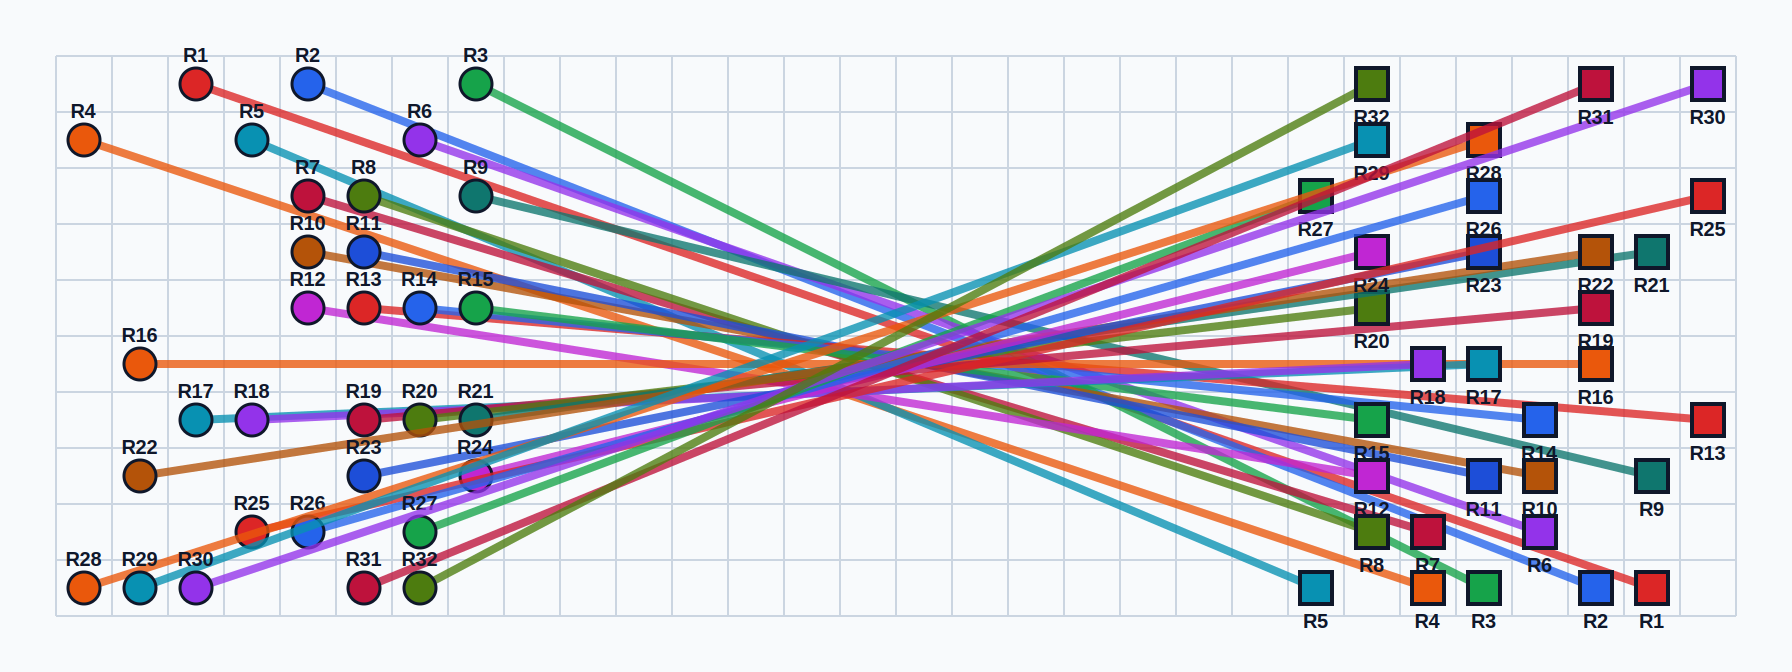 R1 R2 R3
R4 R5 R6
R7 R8 R9
R10 R11
R12 R13 R14 R15
R16
R17 R18 R19 R20 R21
R22 R23 R24
R25 R26 R27
R28 R29 R30 R31 R32
R32 R31 R30
R29 R28
R27 R26 R25
R24 R23 R22 R21
R20 R19
R18 R17 R16
R15 R14 R13
R12 R11 R10 R9
R8 R7 R6
R5 R4 R3 R2 R1